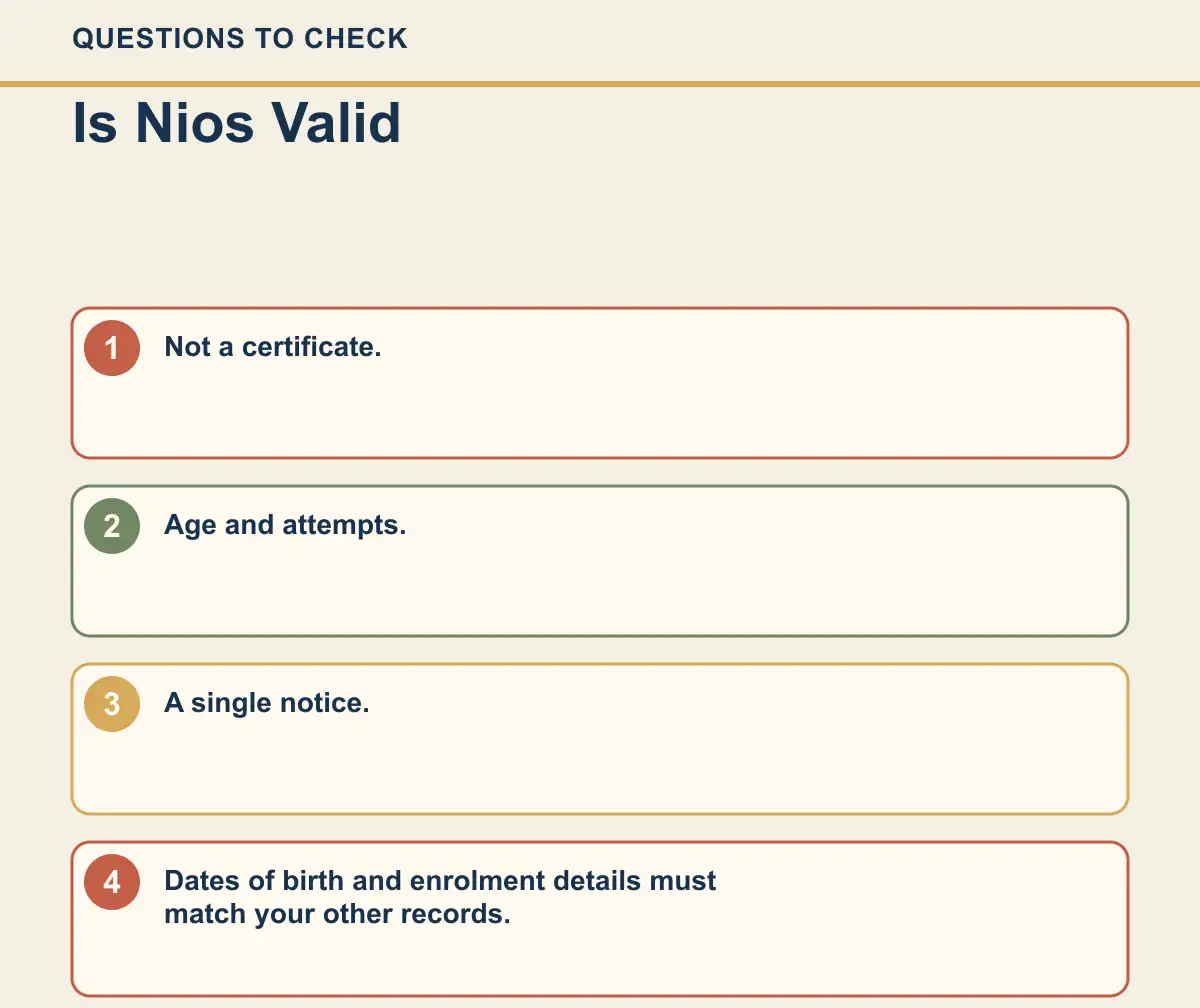 QUESTIONS TO CHECK
Is Nios Valid
1 Not a certificate.
2 Age and attempts.
3 A single notice.
4 Dates of birth and enrolment details must
match your other records.